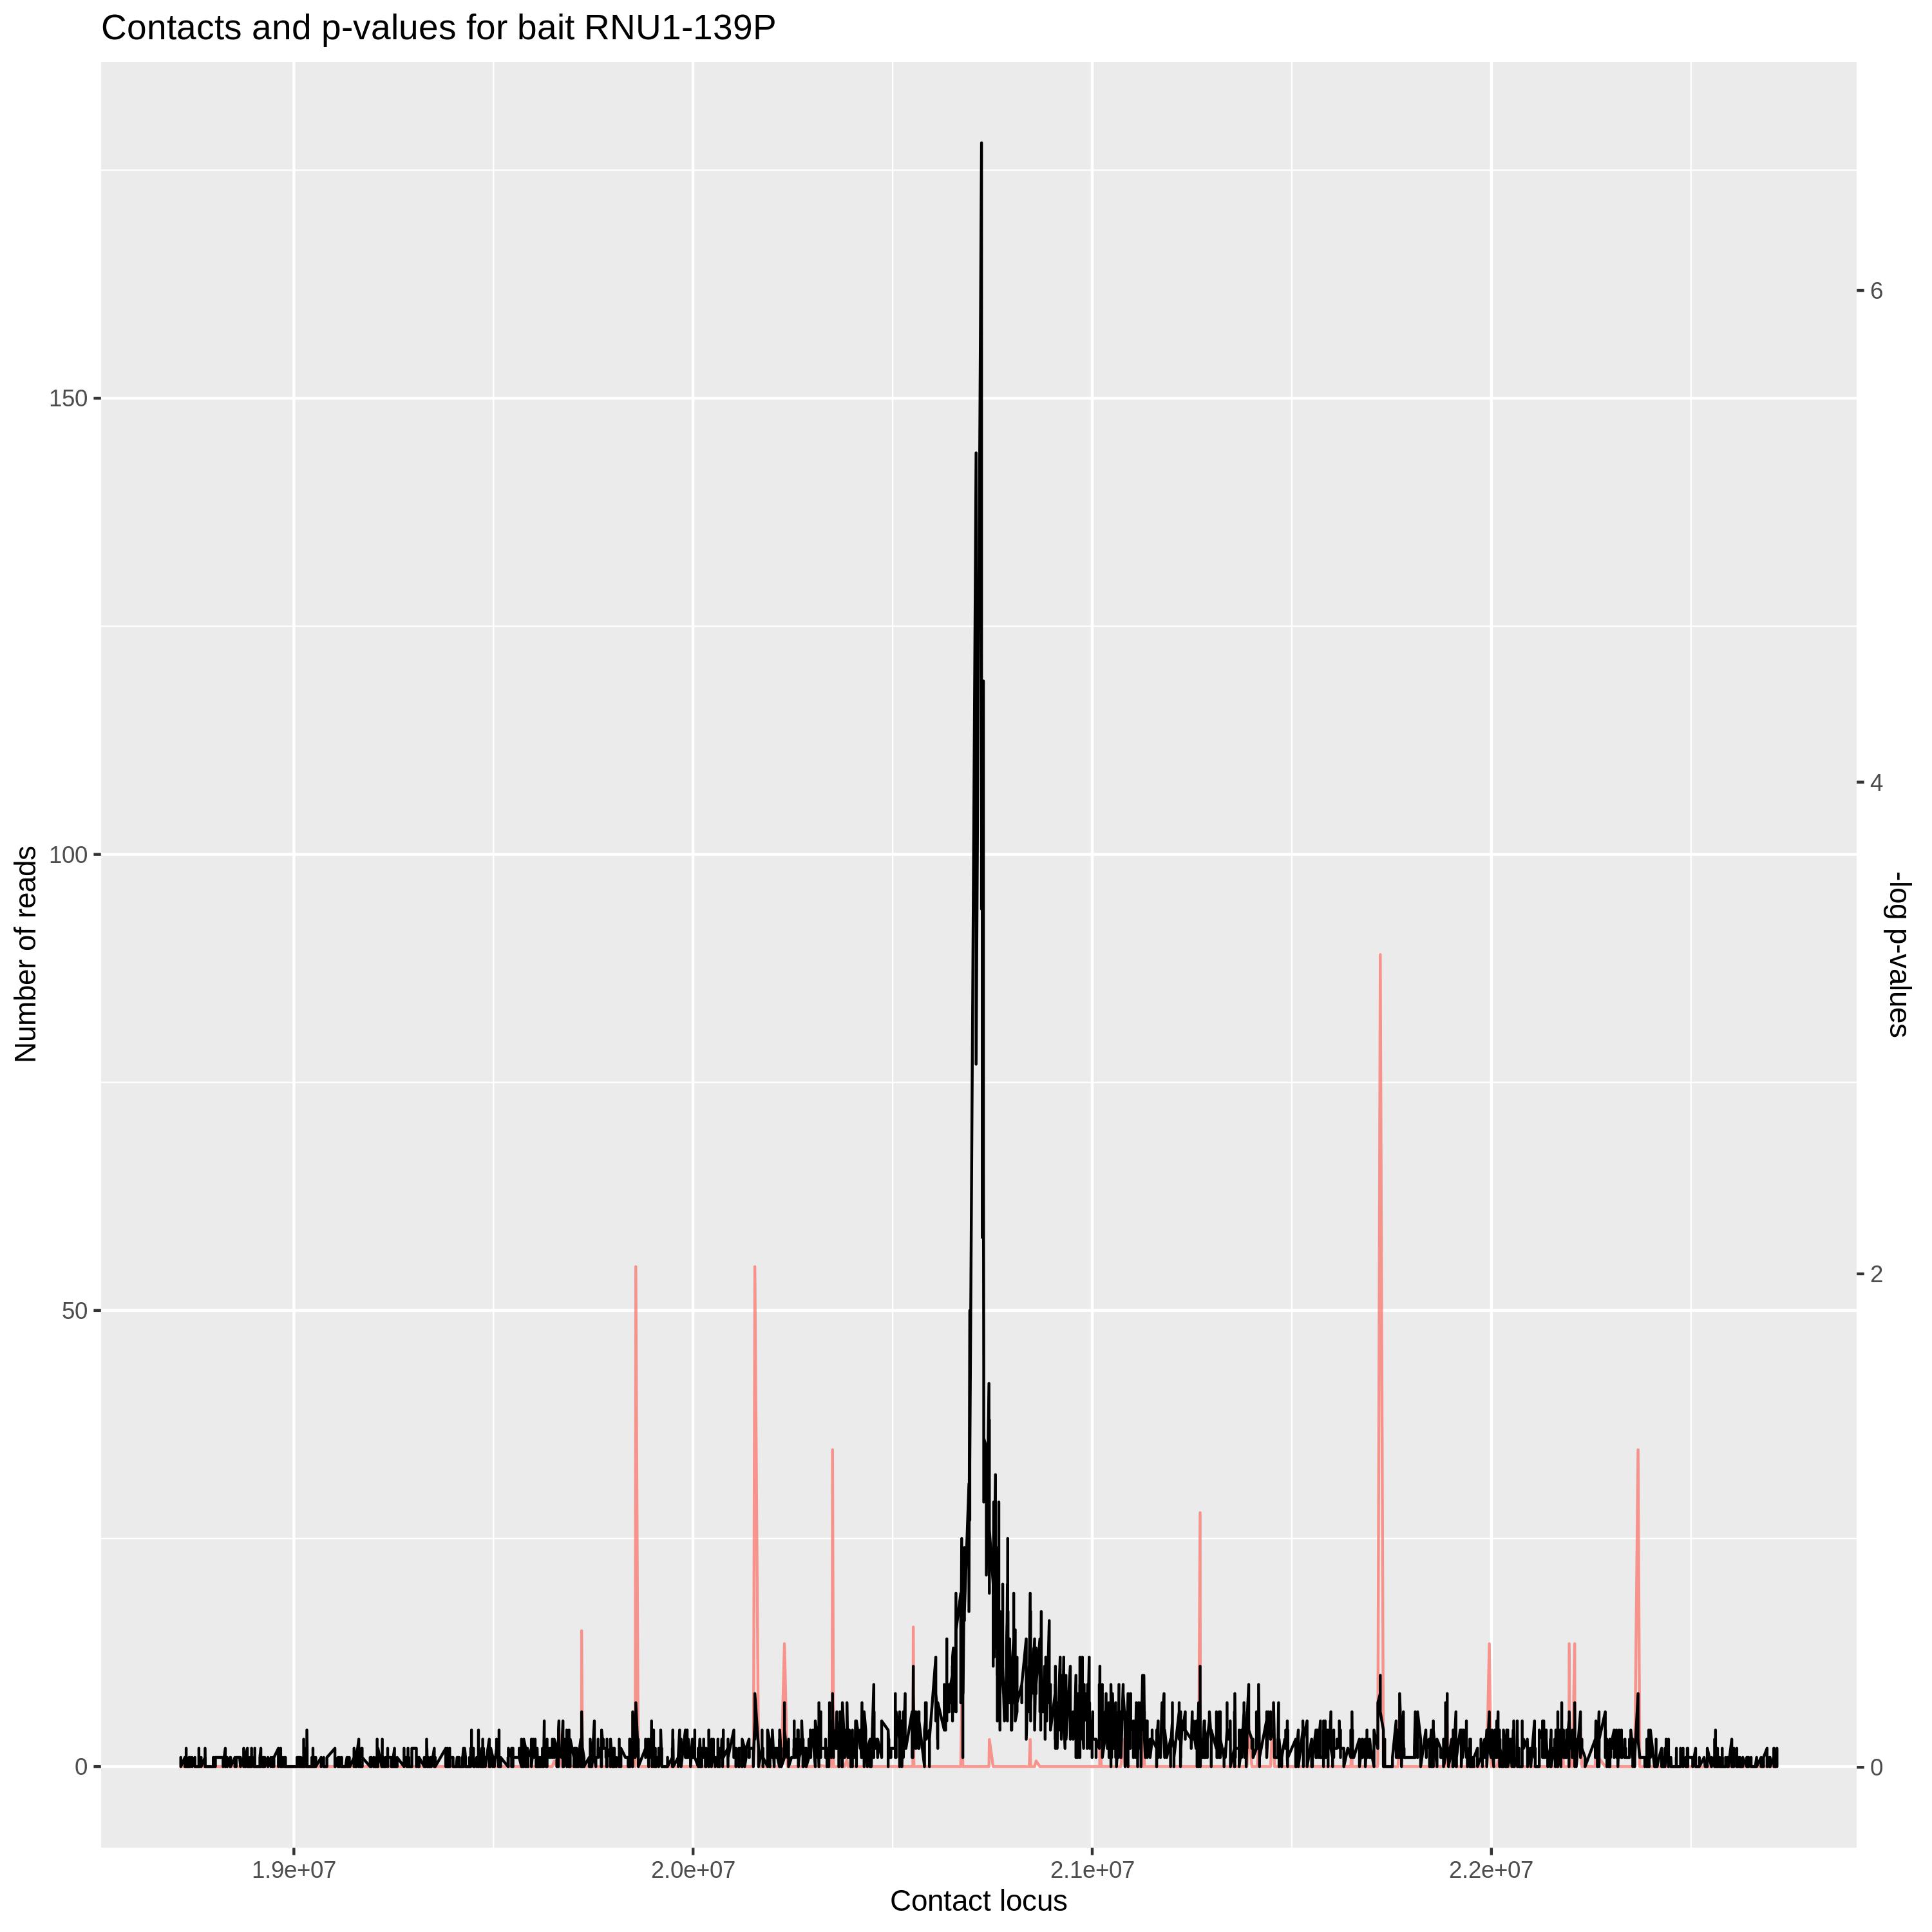 Contacts and p-values for bait RNU1-139P
150
100
50
0
Number of reads
6
4
2
0
-log p-values
1.9e+07
2.0e+07
2.1e+07
2.2e+07
Contact locus